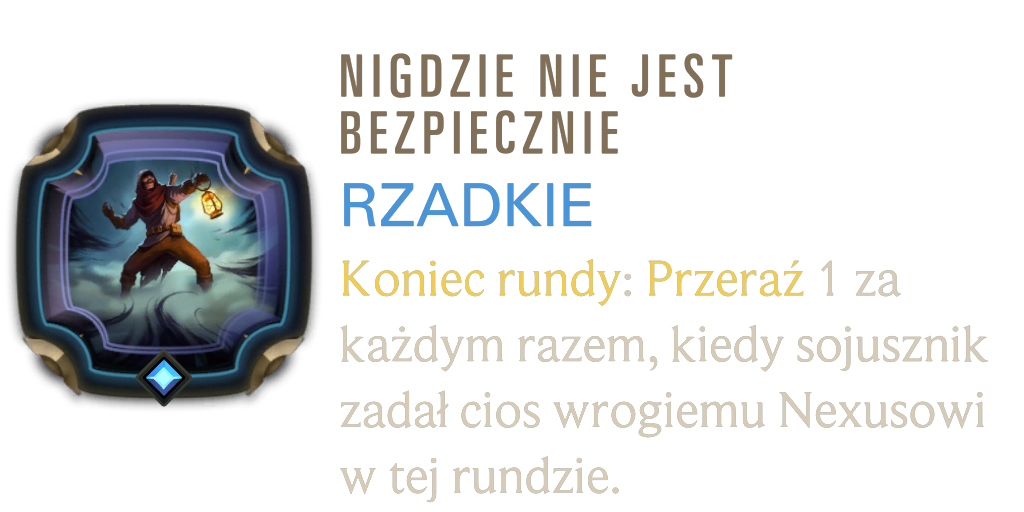 NIGDZIE NIE JEST
BEZPIECZNIE
RZADKIE
Koniec rundy: Przeraź 1 za
każdym razem, kiedy sojusznik
zadał cios wrogiemu Nexusowi
w tej rundzie.